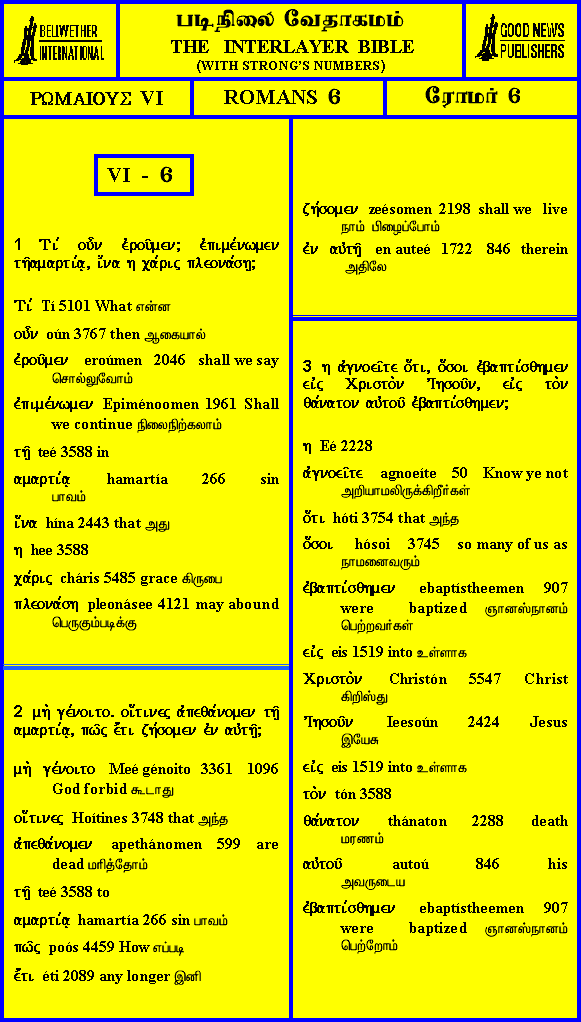 BELLWETHER
INTERNATIONAL
படிநிலை வேதாகமம்
THE INTERLAYER BIBLE
(WITH STRONG'S NUMBERS)
GOOD NEWS
PUBLISHERS
ΡΩΜΑΙΟΥΣ VI
ROMANS 6
ரோமர் 6
VI - 6
1 Τί οὖν ἐροῦμεν; ἐπιμένωμεν
τῇαμαρτίᾳ, ἵνα η χάρις πλεονάσῃ;
Τί Tí 5101 What என்ன
οὖν oún 3767 then ஆகையால்
ἐροῦμεν eroúmen 2046 shall we say
சொல்லுவோம்
ἐπιμένωμεν Epiménoomen 1961 Shall
we continue நிலைநிற்கலாம்
τῇ teé 3588 in
αμαρτίᾳ hamartía 266 sin
பாவம்
ἵνα hína 2443 that அது
η hee 3588
χάρις cháris 5485 grace கிருபை
πλεονάσῃ pleonásee 4121 may abound
பெருகும்படிக்கு
2 μὴ γένοιτο. οἵτινες ἀπεθάνομεν τῇ
αμαρτίᾳ, πῶς ἔτι ζήσομεν ἐν αὐτῇ;
μὴ γένοιτο Meé génoito 3361 1096
God forbid கூடாது
οἵτινες Hoítines 3748 that அந்த
ἀπεθάνομεν apethánomen 599 are
dead மரித்தோம்
τῇ teé 3588 to
αμαρτίᾳ hamartía 266 sin பாவம்
πῶς poós 4459 How எப்படி
ἔτι éti 2089 any longer இனி
ζήσομεν zeésomen 2198 shall we live
நாம் பிழைப்போம்
ἐν αὐτῇ en auteé 1722 846 therein
அதிலே
3 η ἀγνοεῖτε ὅτι, ὅσοι ἐβαπτίσθημεν
εἰς Χριστὸν Ἰησοῦν, εἰς τὸν
θάνατον αὐτοῦ ἐβαπτίσθημεν;
η Eé 2228
ἀγνοεῖτε agnoeíte 50 Know ye not
அறியாமலிருக்கிறீர்கள்
ὅτι hóti 3754 that அந்த
ὅσοι hósoi 3745 so many of us as
நாமனைவரும்
ἐβαπτίσθημεν ebaptístheemen 907
were baptized ஞானஸ்நானம்
பெற்றவர்கள்
εἰς eis 1519 into உள்ளாக
Χριστὸν Christón 5547 Christ
கிறிஸ்து
Ἰησοῦν Ieesoún 2424 Jesus
இயேசு
εἰς eis 1519 into உள்ளாக
τὸν tón 3588
θάνατον thánaton 2288 death
மரணம்
αὐτοῦ autoú 846 his
அவருடைய
ἐβαπτίσθημεν ebaptístheemen 907
were baptized ஞானஸ்நானம்
பெற்றோம்